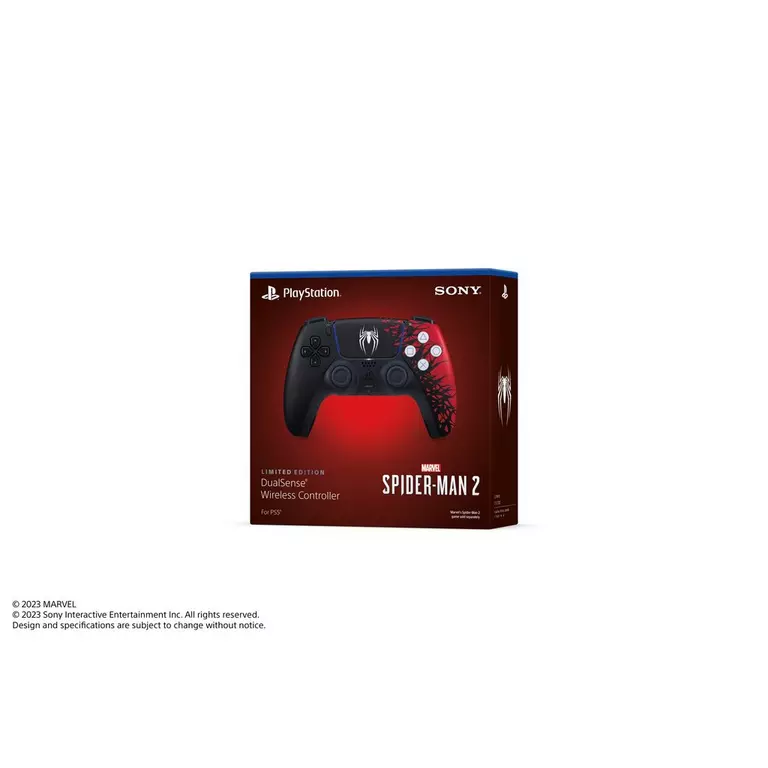 PlayStation.
SONY
LIMITED EDITION
DualSense®
Wireless Controller
For PS5™
MARVEL
SPIDER-MAN 2
Marvel's Spider-Man 2
game sold separately.
© 2023 MARVEL
© 2023 Sony Interactive Entertainment Inc. All rights reserved.
Design and specifications are subject to change without notice.